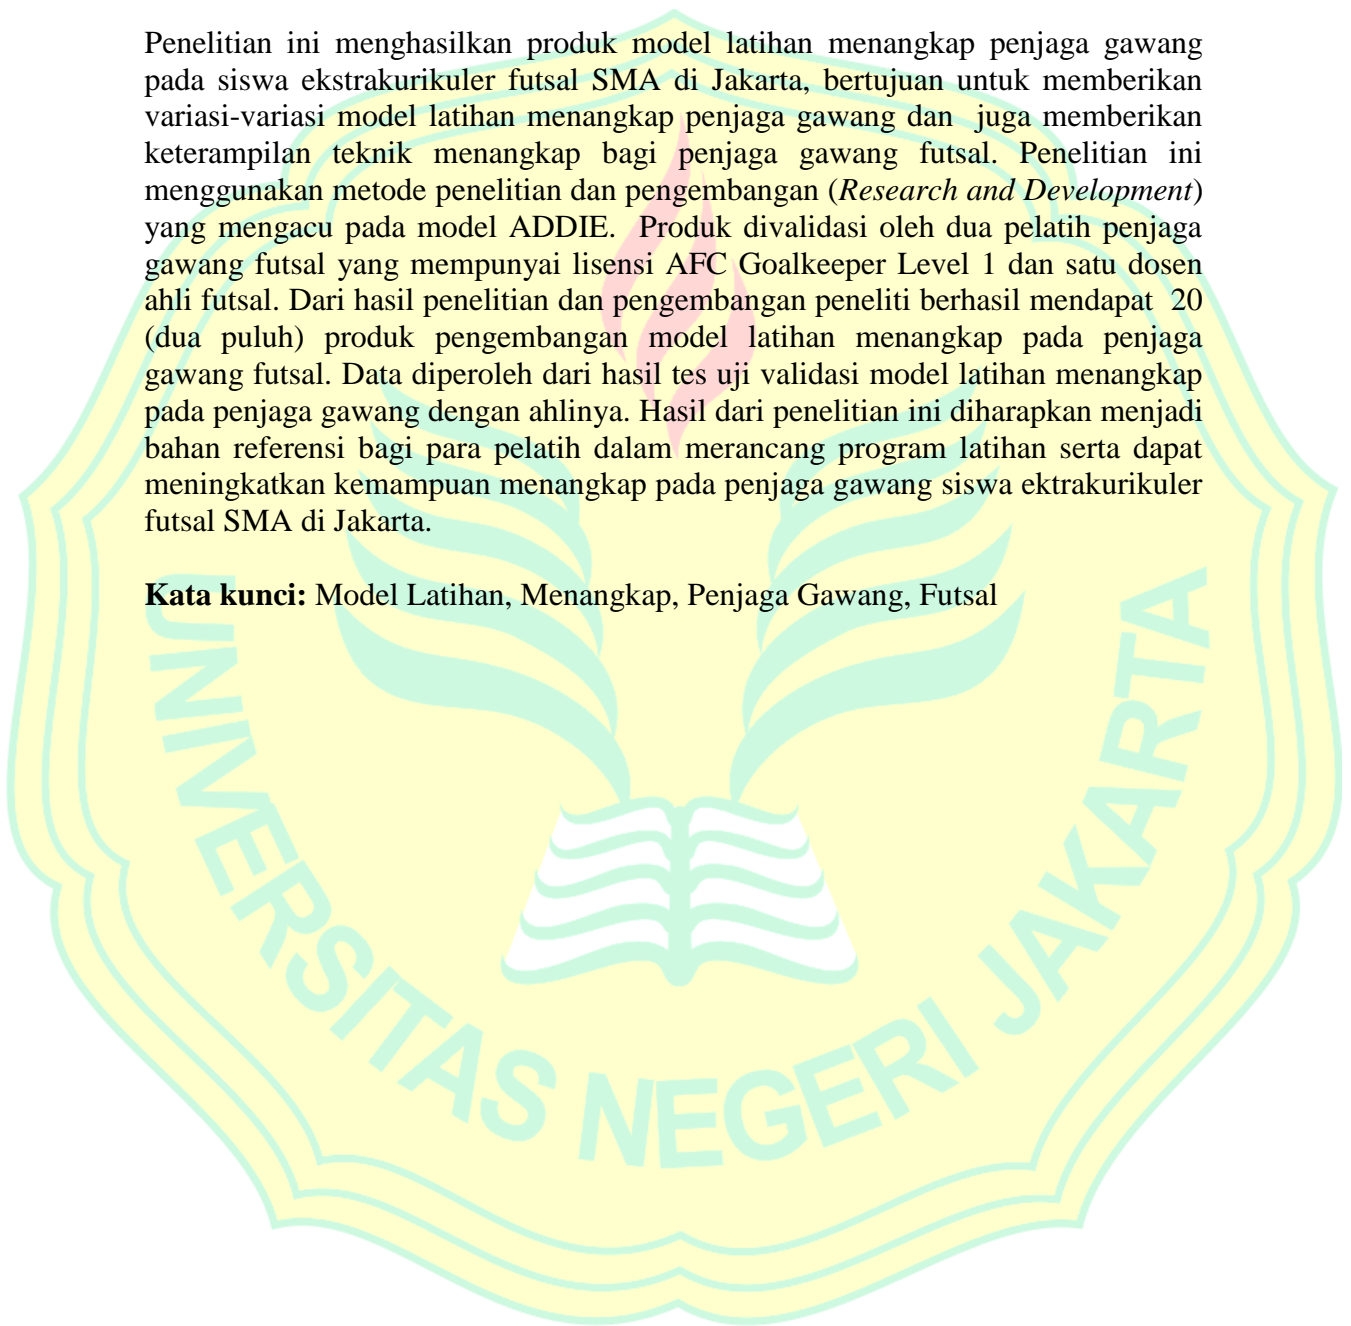 Penelitian ini menghasilkan produk model latihan menangkap penjaga gawang
pada siswa ekstrakurikuler futsal SMA di Jakarta, bertujuan untuk memberikan
variasi-variasi model latihan menangkap penjaga gawang dan juga memberikan
keterampilan teknik menangkap bagi penjaga gawang futsal. Penelitian ini
menggunakan metode penelitian dan pengembangan (Research and Development)
yang mengacu pada model ADDIE. Produk divalidasi oleh dua pelatih penjaga
gawang futsal yang mempunyai lisensi AFC Goalkeeper Level 1 dan satu dosen
ahli futsal. Dari hasil penelitian dan pengembangan peneliti berhasil mendapat 20
(dua puluh) produk pengembangan model latihan menangkap pada penjaga
gawang futsal. Data diperoleh dari hasil tes uji validasi model latihan menangkap
pada penjaga gawang dengan ahlinya. Hasil dari penelitian ini diharapkan menjadi
bahan referensi bagi para pelatih dalam merancang program latihan serta dapat
meningkatkan kemampuan menangkap pada penjaga gawang siswa ektrakurikuler
futsal SMA di Jakarta.
Kata kunci: Model Latihan, Menangkap, Penjaga Gawang, Futsal
UNIVERSITAS NEGERI JAKARTA